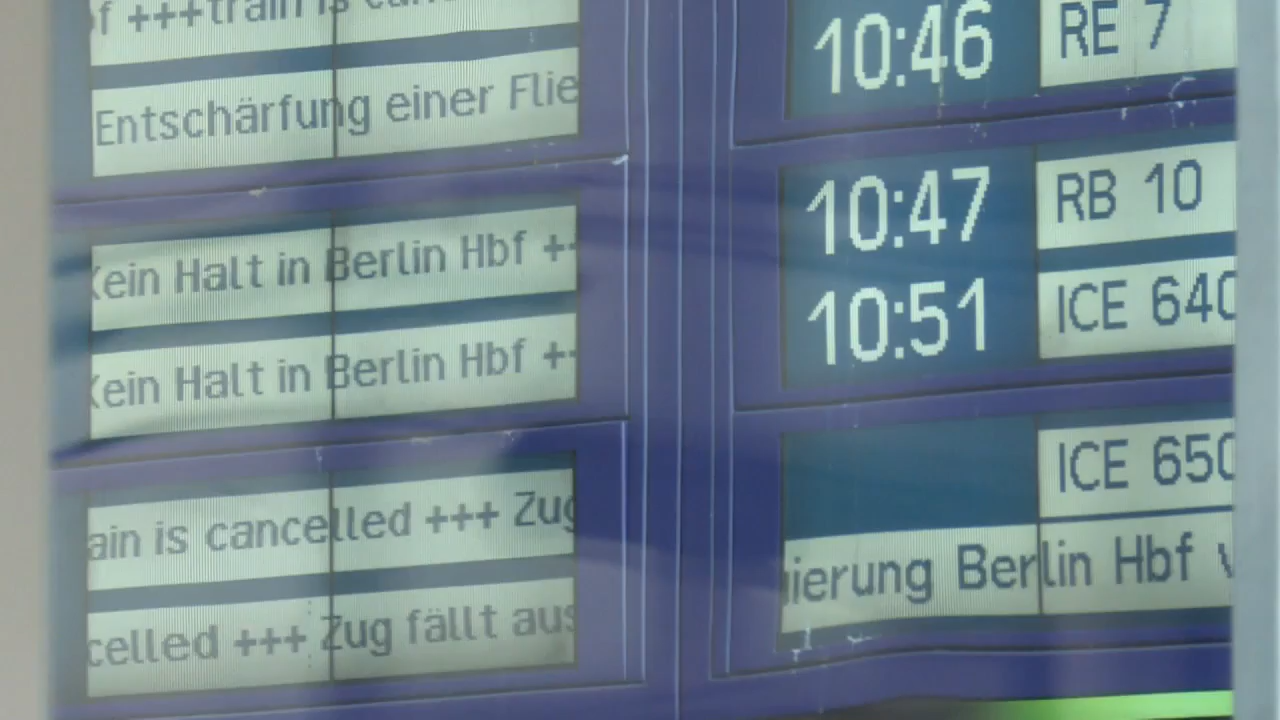 f +++train is
Entschärfung einer Flie
Kein Halt in Berlin Hbf +
Kein Halt in Berlin Hbf +
ain is cancelled +++ Zug
celled +++ Zug fällt aus
10:46 RE 7
10:47 RB 10
10:51 ICE 640
ICE 650
ierung Berlin Hbf